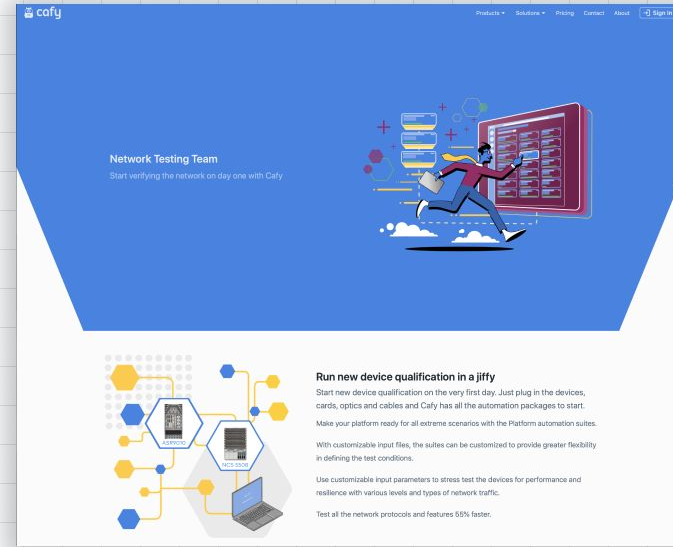 cafy
Products Solutions Pricing Contact About Sign in
Network Testing Team
Start verifying the network on day one with Cafy
Run new device qualification in a jiffy
Start new device qualification on the very first day. Just plug in the devices,
cards, optics and cables and Cafy has all the automation packages to start.
Make your platform ready for all extreme scenarios with the Platform automation suites.
With customizable input files, the suites can be customized to provide greater flexibility
in defining the test conditions.
Use customizable input parameters to stress test the devices for performance and
resilience with various levels and types of network traffic.
Test all the network protocols and features 55% faster.
ASR9010
NCS 5508